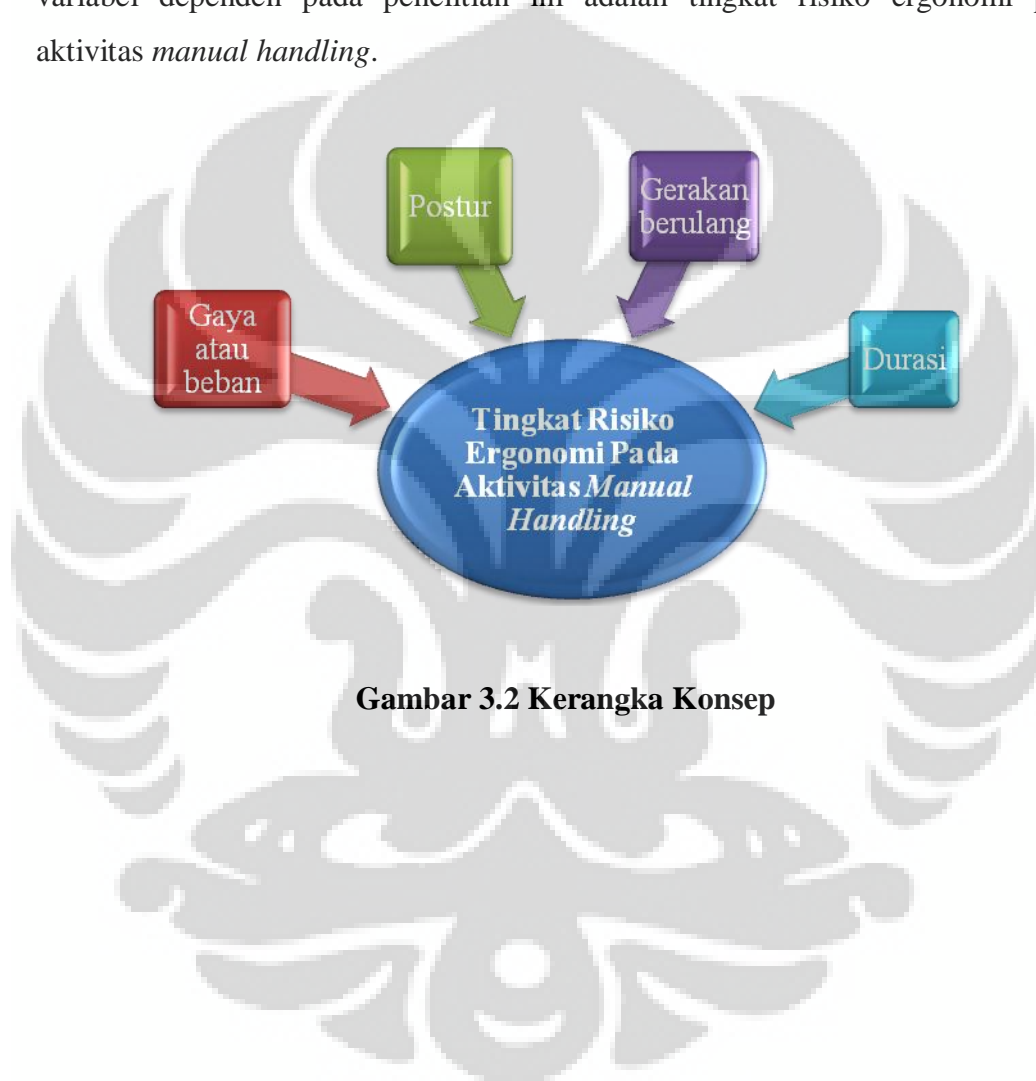 variabel dependen pada penelitian ini adalah tingkat risiko ergonomi
aktivitas manual handling.
Postur
Gerakan
berulang
Gaya
atau
beban
Durasi
Tingkat Risiko
Ergonomi Pada
Aktivitas Manual
Handling
Gambar 3.2 Kerangka Konsep